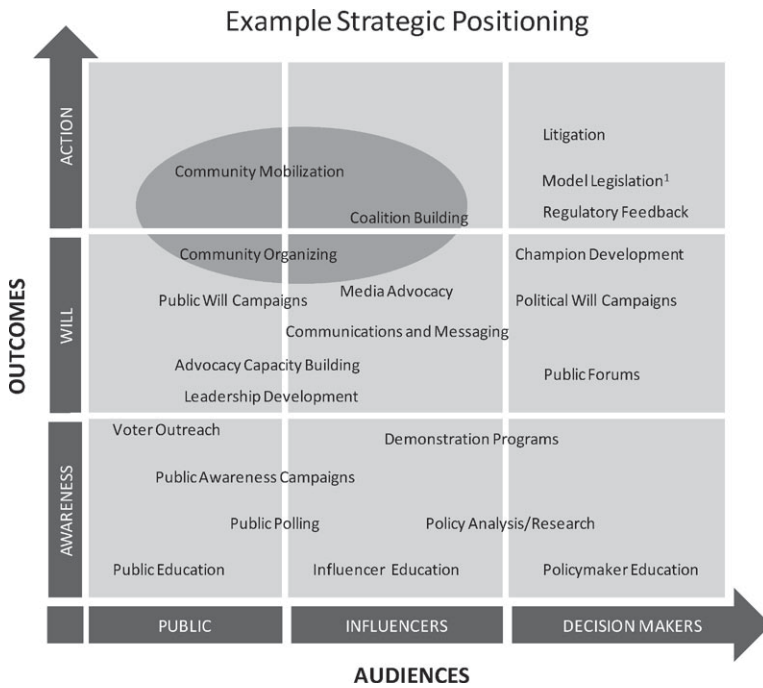 Example Strategic Positioning
OUTCOMES
ACTION
Litigation
Community Mobilization
Model Legislation¹
Coalition Building
Regulatory Feedback
WILL
Community Organizing
Champion Development
Media Advocacy
Public Will Campaigns
Political Will Campaigns
Communications and Messaging
Advocacy Capacity Building
Public Forums
Leadership Development
AWARENESS
Voter Outreach
Demonstration Programs
Public Awareness Campaigns
Public Polling
Policy Analysis/Research
Public Education
Influencer Education
Policymaker Education
PUBLIC
INFLUENCERS
DECISION MAKERS
AUDIENCES